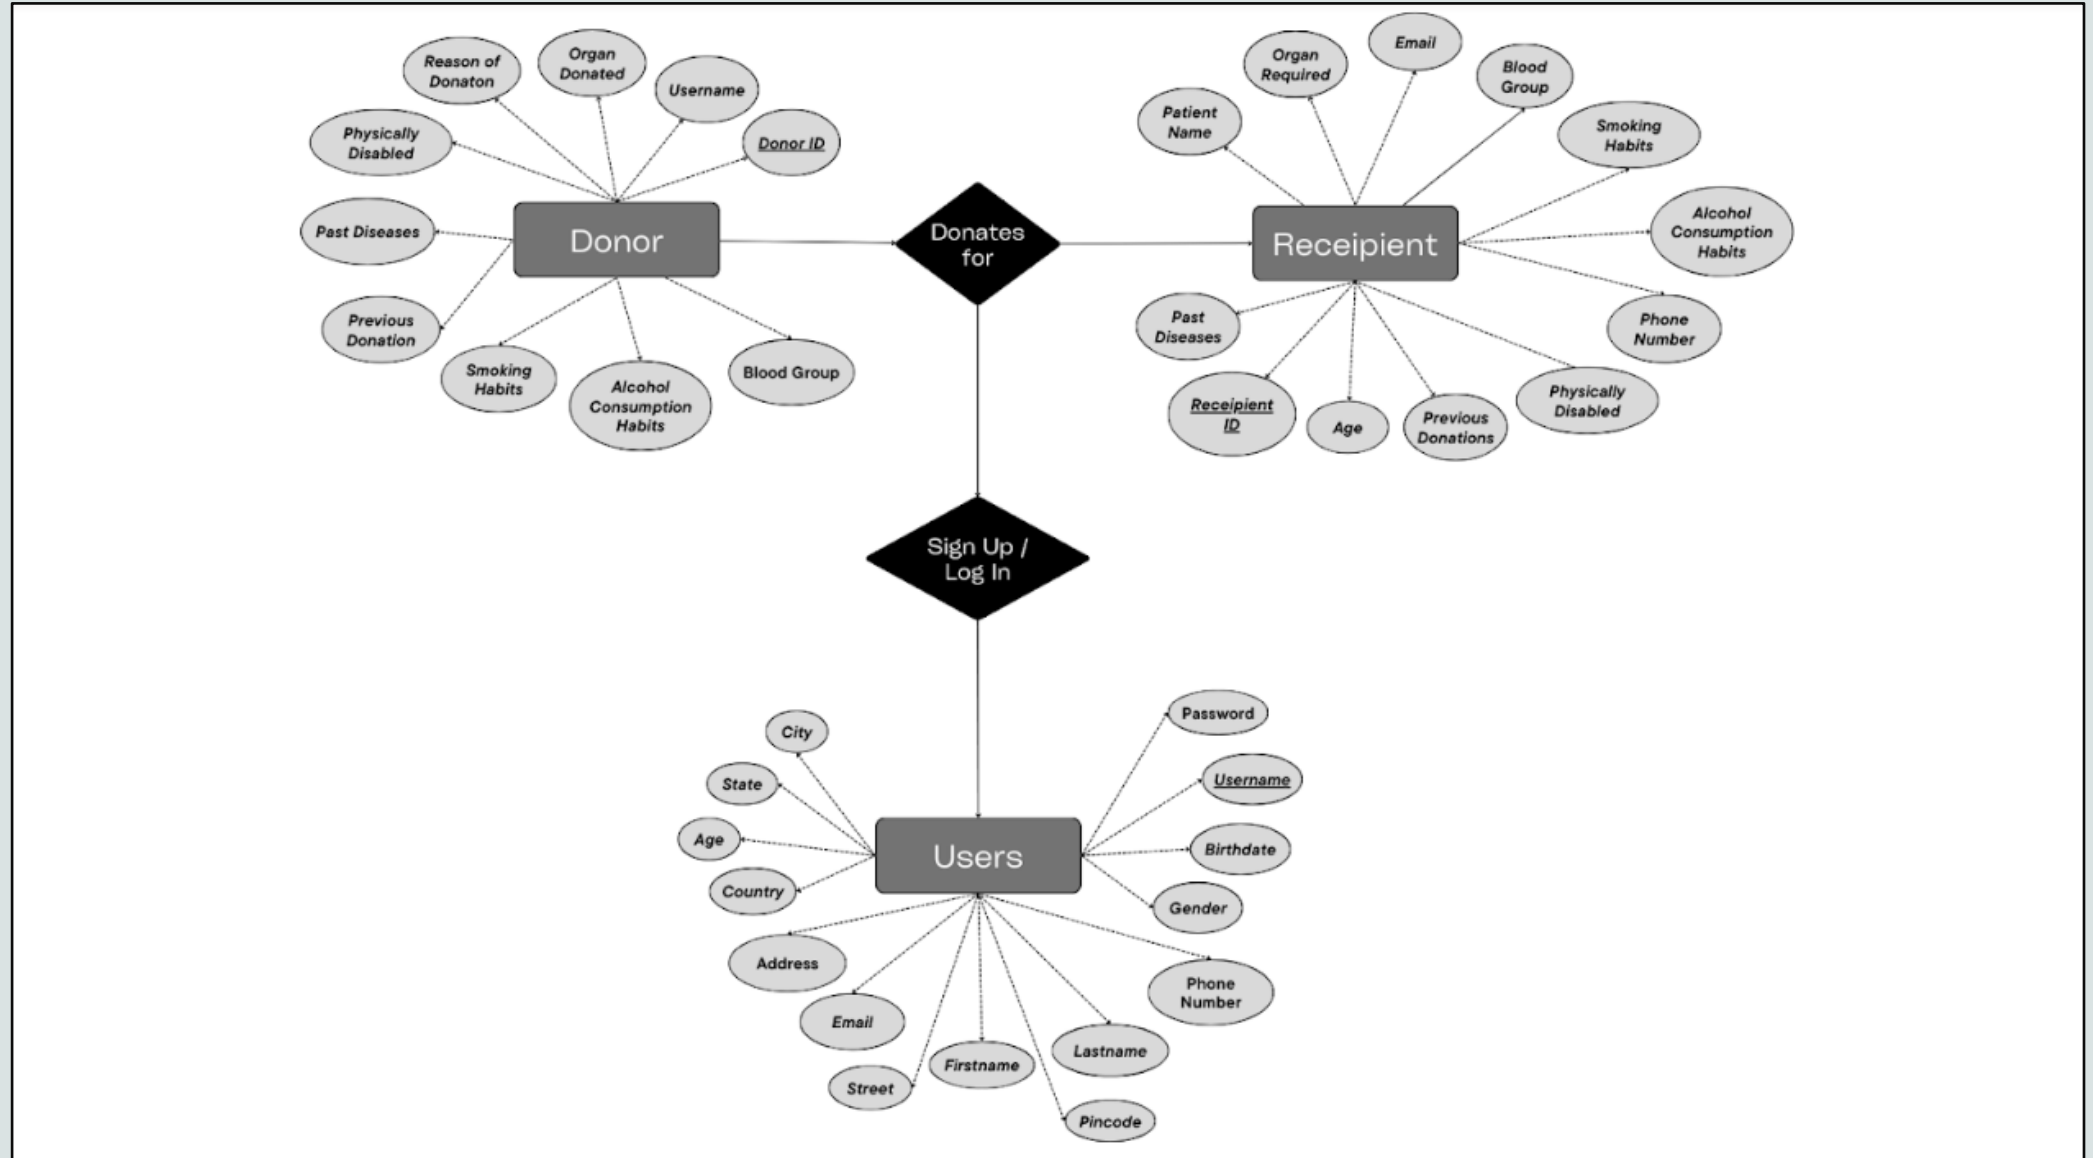 Reason of
Donaton
Organ
Donated
Username
Donor ID
Physically
Disabled
Past Diseases
Previous
Donation
Smoking
Habits
Alcohol
Consumption
Habits
Blood Group
Donor
Donates
for
Receipient
Patient
Name
Organ
Required
Email
Blood
Group
Smoking
Habits
Alcohol
Consumption
Habits
Phone
Number
Physically
Disabled
Previous
Donations
Age
Receipient
ID
Past
Diseases
Sign Up /
Log In
Users
City
State
Age
Country
Address
Email
Street
Firstname
Lastname
Pincode
Phone
Number
Gender
Birthdate
Username
Password